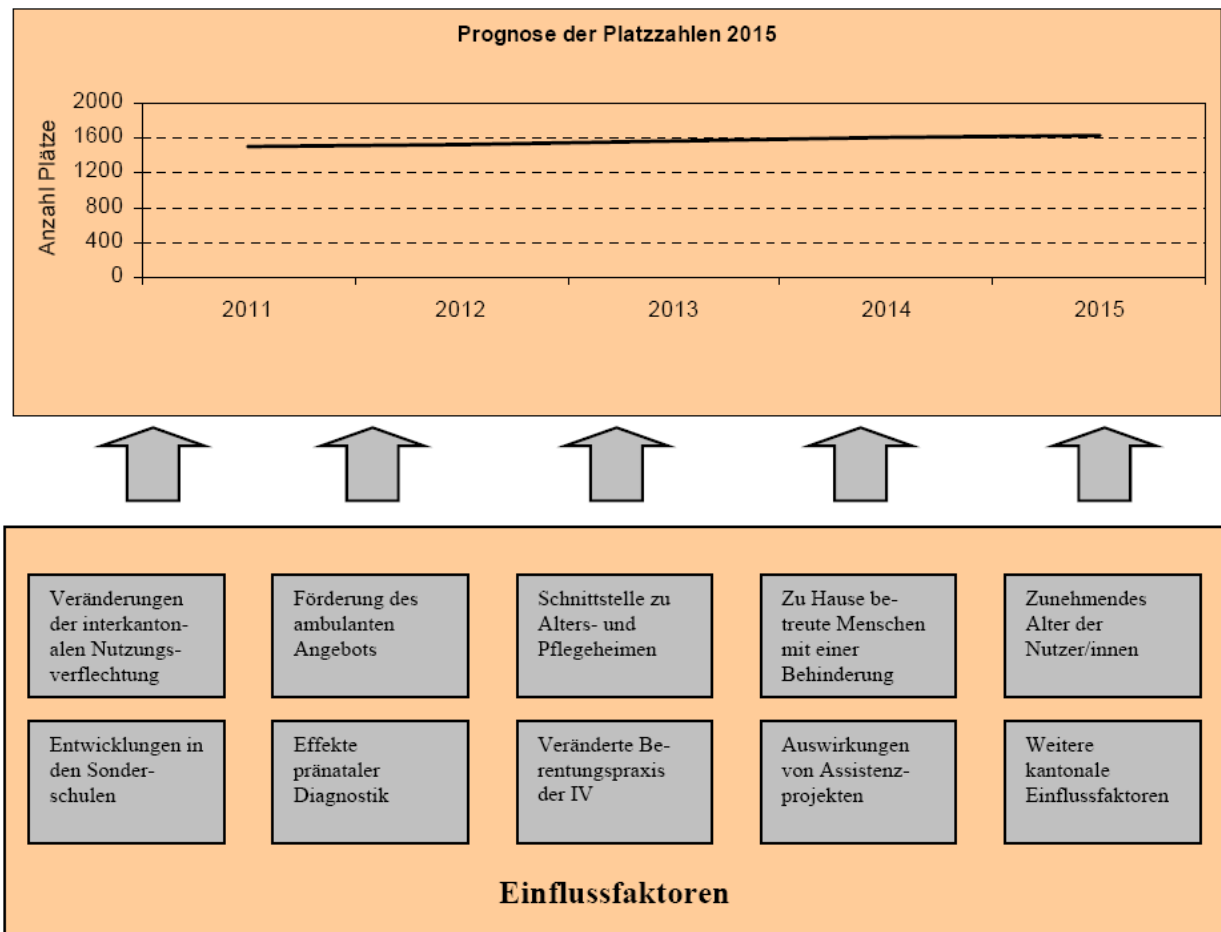 Prognose der Platzzahlen 2015
Anzahl Plätze
2000
1600
1200
800
400
0
2011 2012 2013 2014 2015
Veränderungen
der interkanton-
alen Nutzungs-
verflechtung
Förderung des
ambulanten
Angebots
Schnittstelle zu
Alters- und
Pflegeheimen
Zu Hause be-
treute Menschen
mit einer
Behinderung
Zunehmendes
Alter der
Nutzer/innen
Entwicklungen in
den Sonder-
schulen
Effekte
pränataler
Diagnostik
Veränderte Be-
rentungspraxis
der IV
Auswirkungen
von Assistenz-
projekten
Weitere
kantonale
Einflussfaktoren
Einflussfaktoren